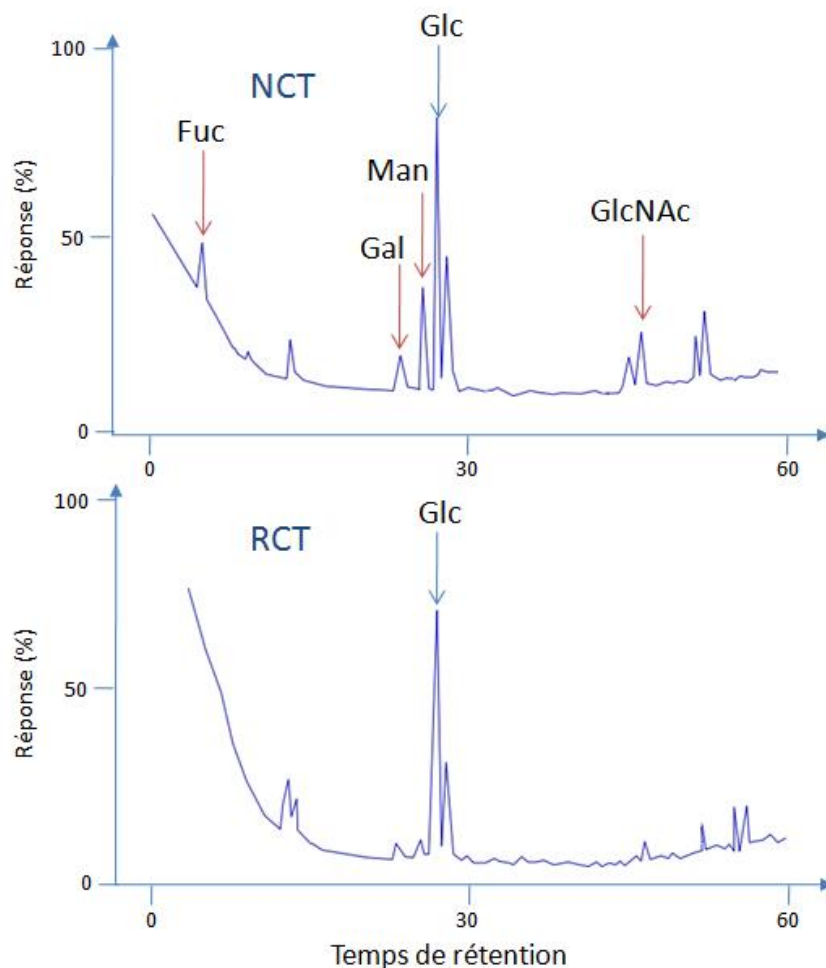 Glc
100
NCT
Fuc
Man
GlcNAc
Gal
50
Réponse (%)
0
0
30
60
100
Glc
RCT
50
Réponse (%)
0
0
30
60
Temps de rétention